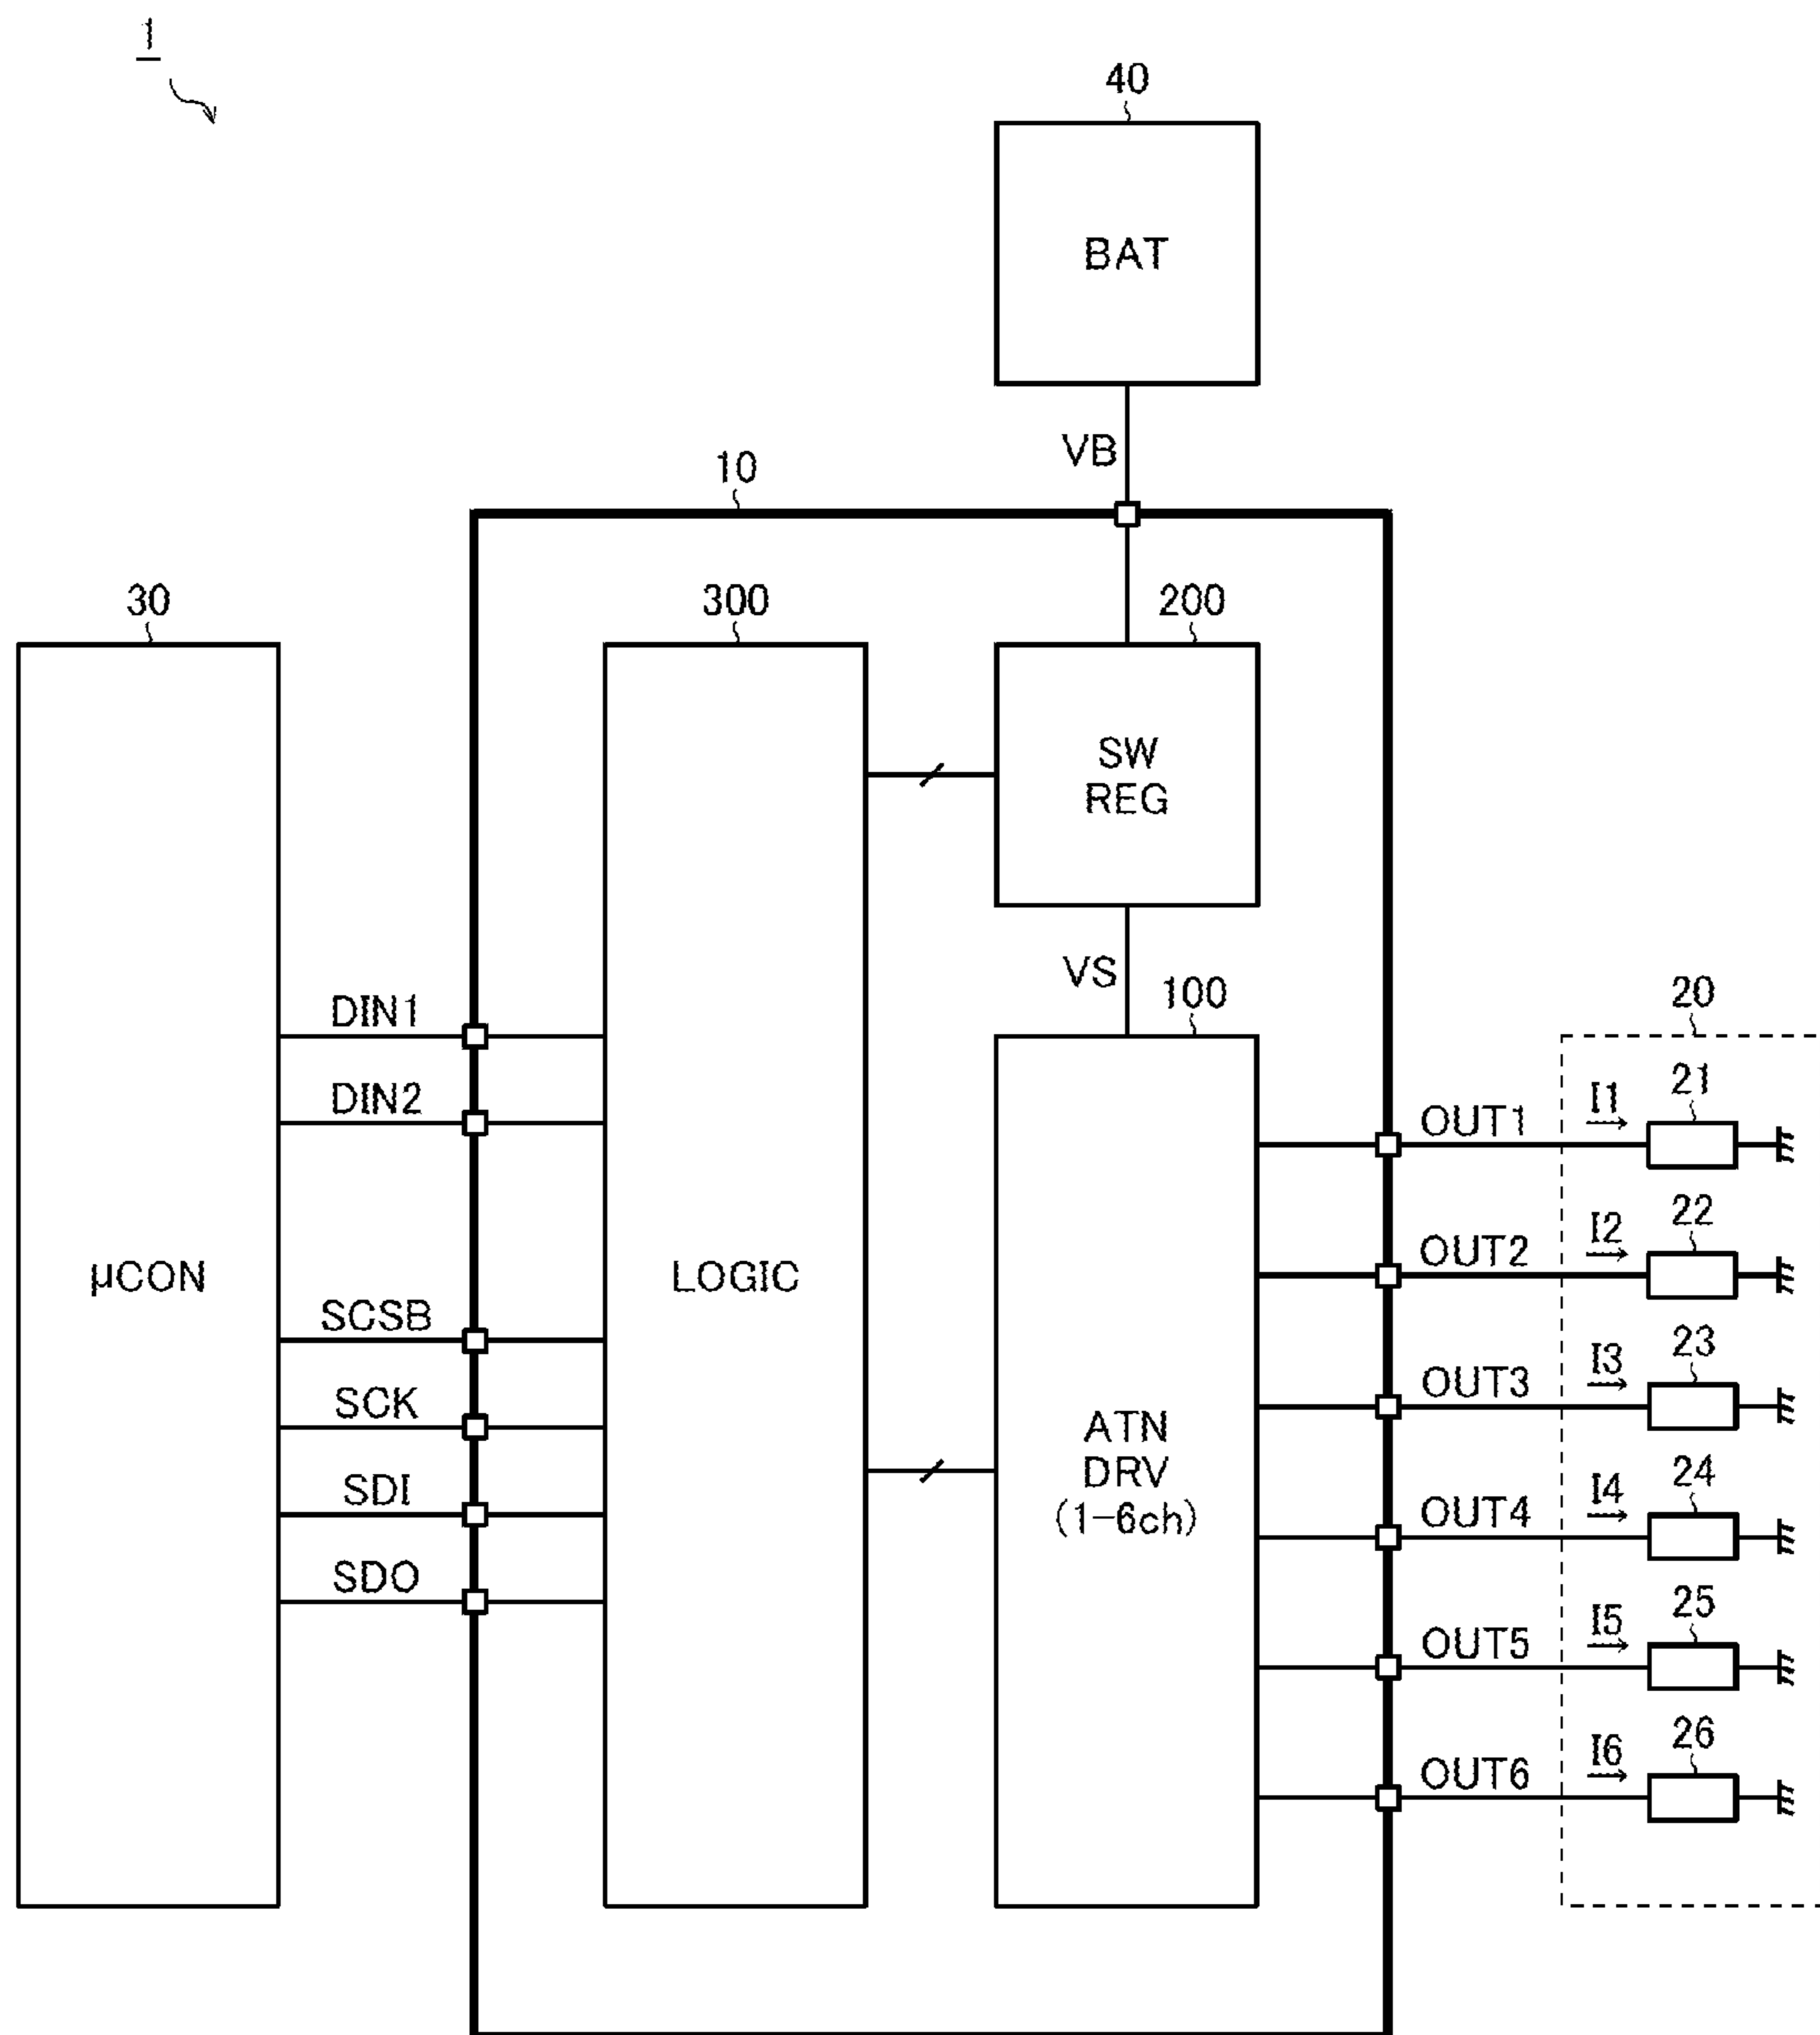 1
40
BAT
VB
10
30
300
200
SW
REG
VS
100
20
DIN1
DIN2
μCON
SCSB
SCK
SDI
SDO
LOGIC
ATN
DRV
(1-6ch)
OUT1
I1
21
OUT2
I2
22
OUT3
I3
23
OUT4
I4
24
OUT5
I5
25
OUT6
I6
26